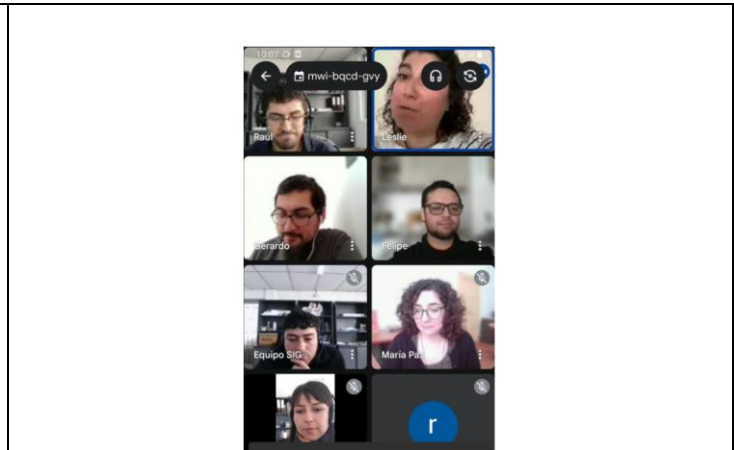 10:07
mwi-bqcd-gvy
Raúl
Leslie
Gerardo
Felipe
Equipo SIG
María Paz
r